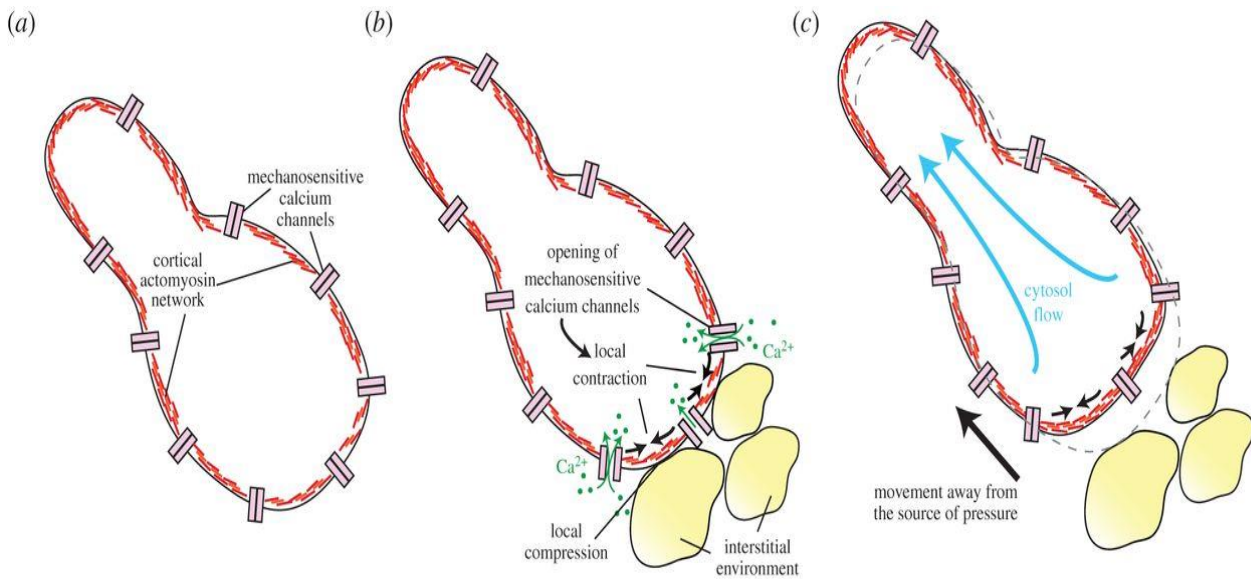 (a)
mechanosensitive
calcium
channels
cortical
actomyosin
network
(b)
opening of
mechanosensitive
calcium channels
local
contraction
Ca2+
Ca2+
local
compression
interstitial
environment
(c)
cytosol
flow
movement away from
the source of pressure